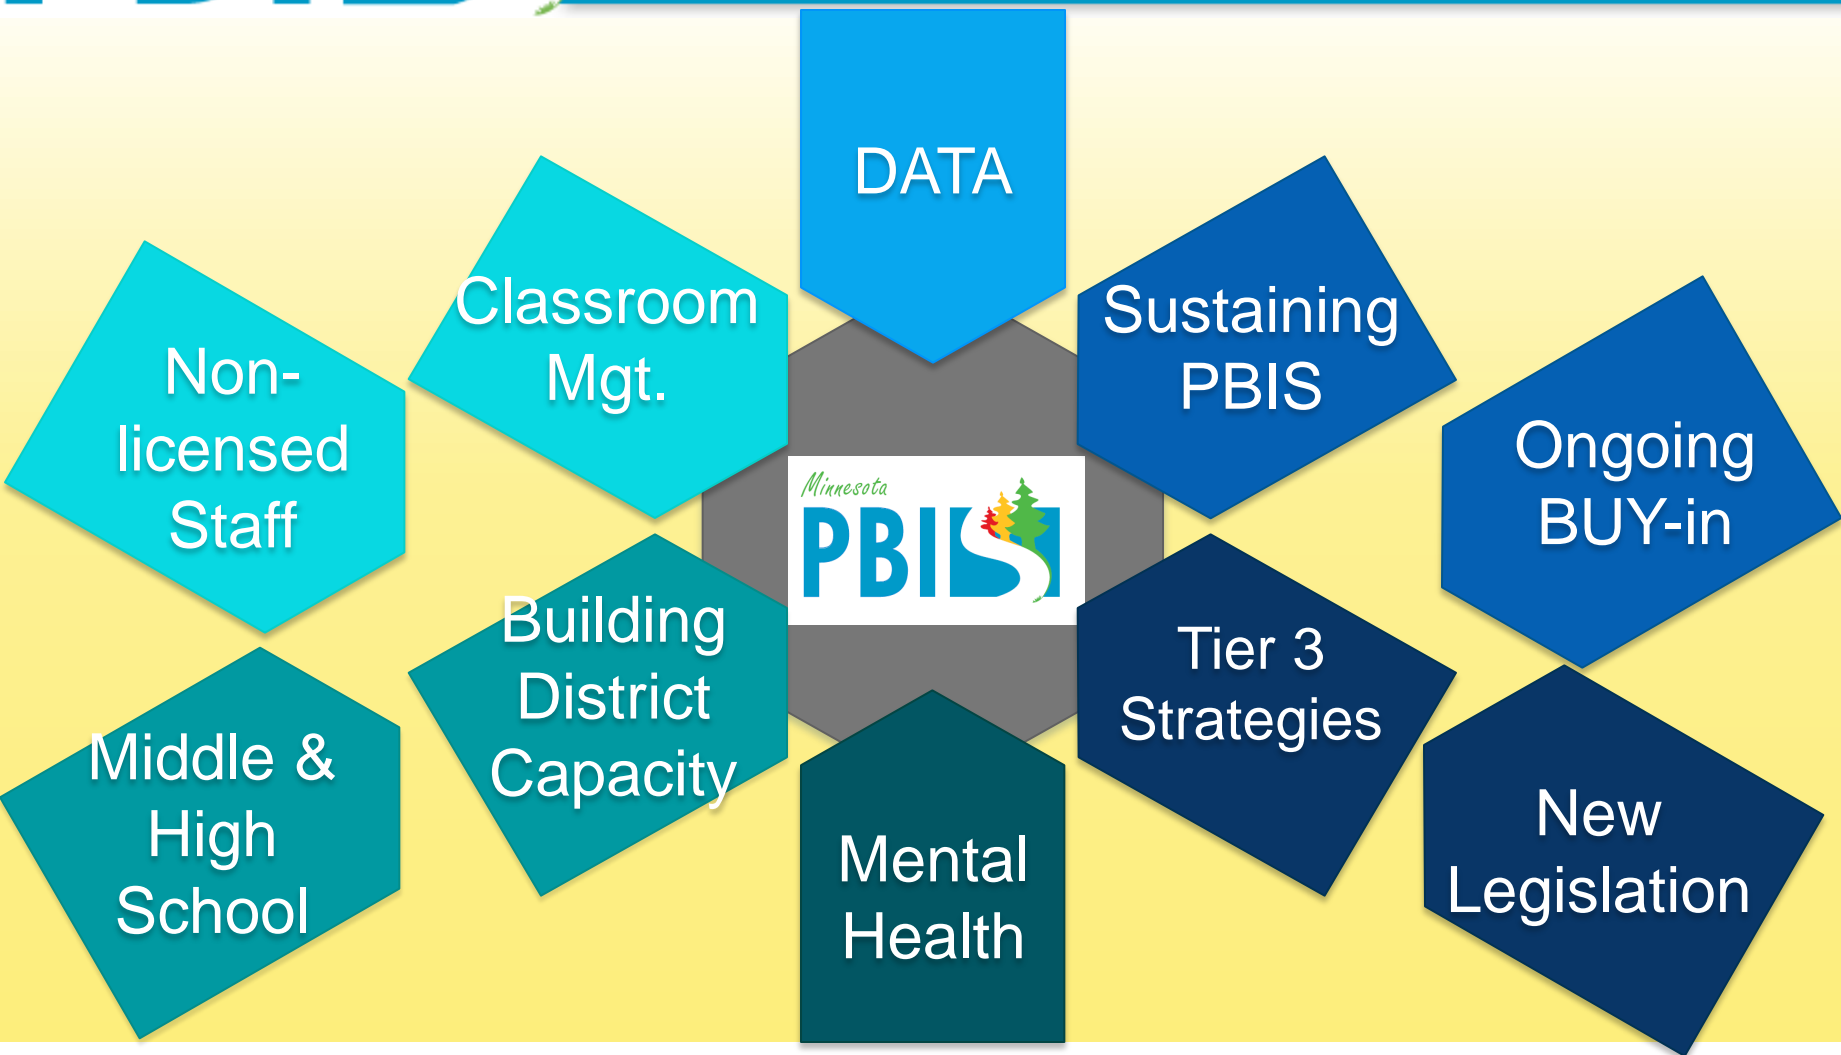 DATA
Classroom
Mgt.
Sustaining
PBIS
Non-
licensed
Staff
Ongoing
BUY-in
Minnesota
PBIS
Building
District
Capacity
Tier 3
Strategies
Middle &
High
School
Mental
Health
New
Legislation